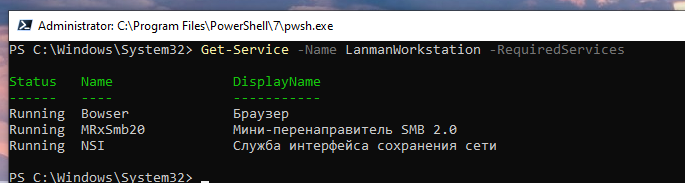 Administrator: C:\Program Files\PowerShell\7\pwsh.exe
PS C:\Windows\System32> Get-Service -Name LanmanWorkstation -RequiredServices
Status Name DisplayName
------ ---- -----------
Running Bowser Браузер
Running MRxSmb20 Мини-перенаправитель SMB 2.0
Running NSI Служба интерфейса сохранения сети
PS C:\Windows\System32> _